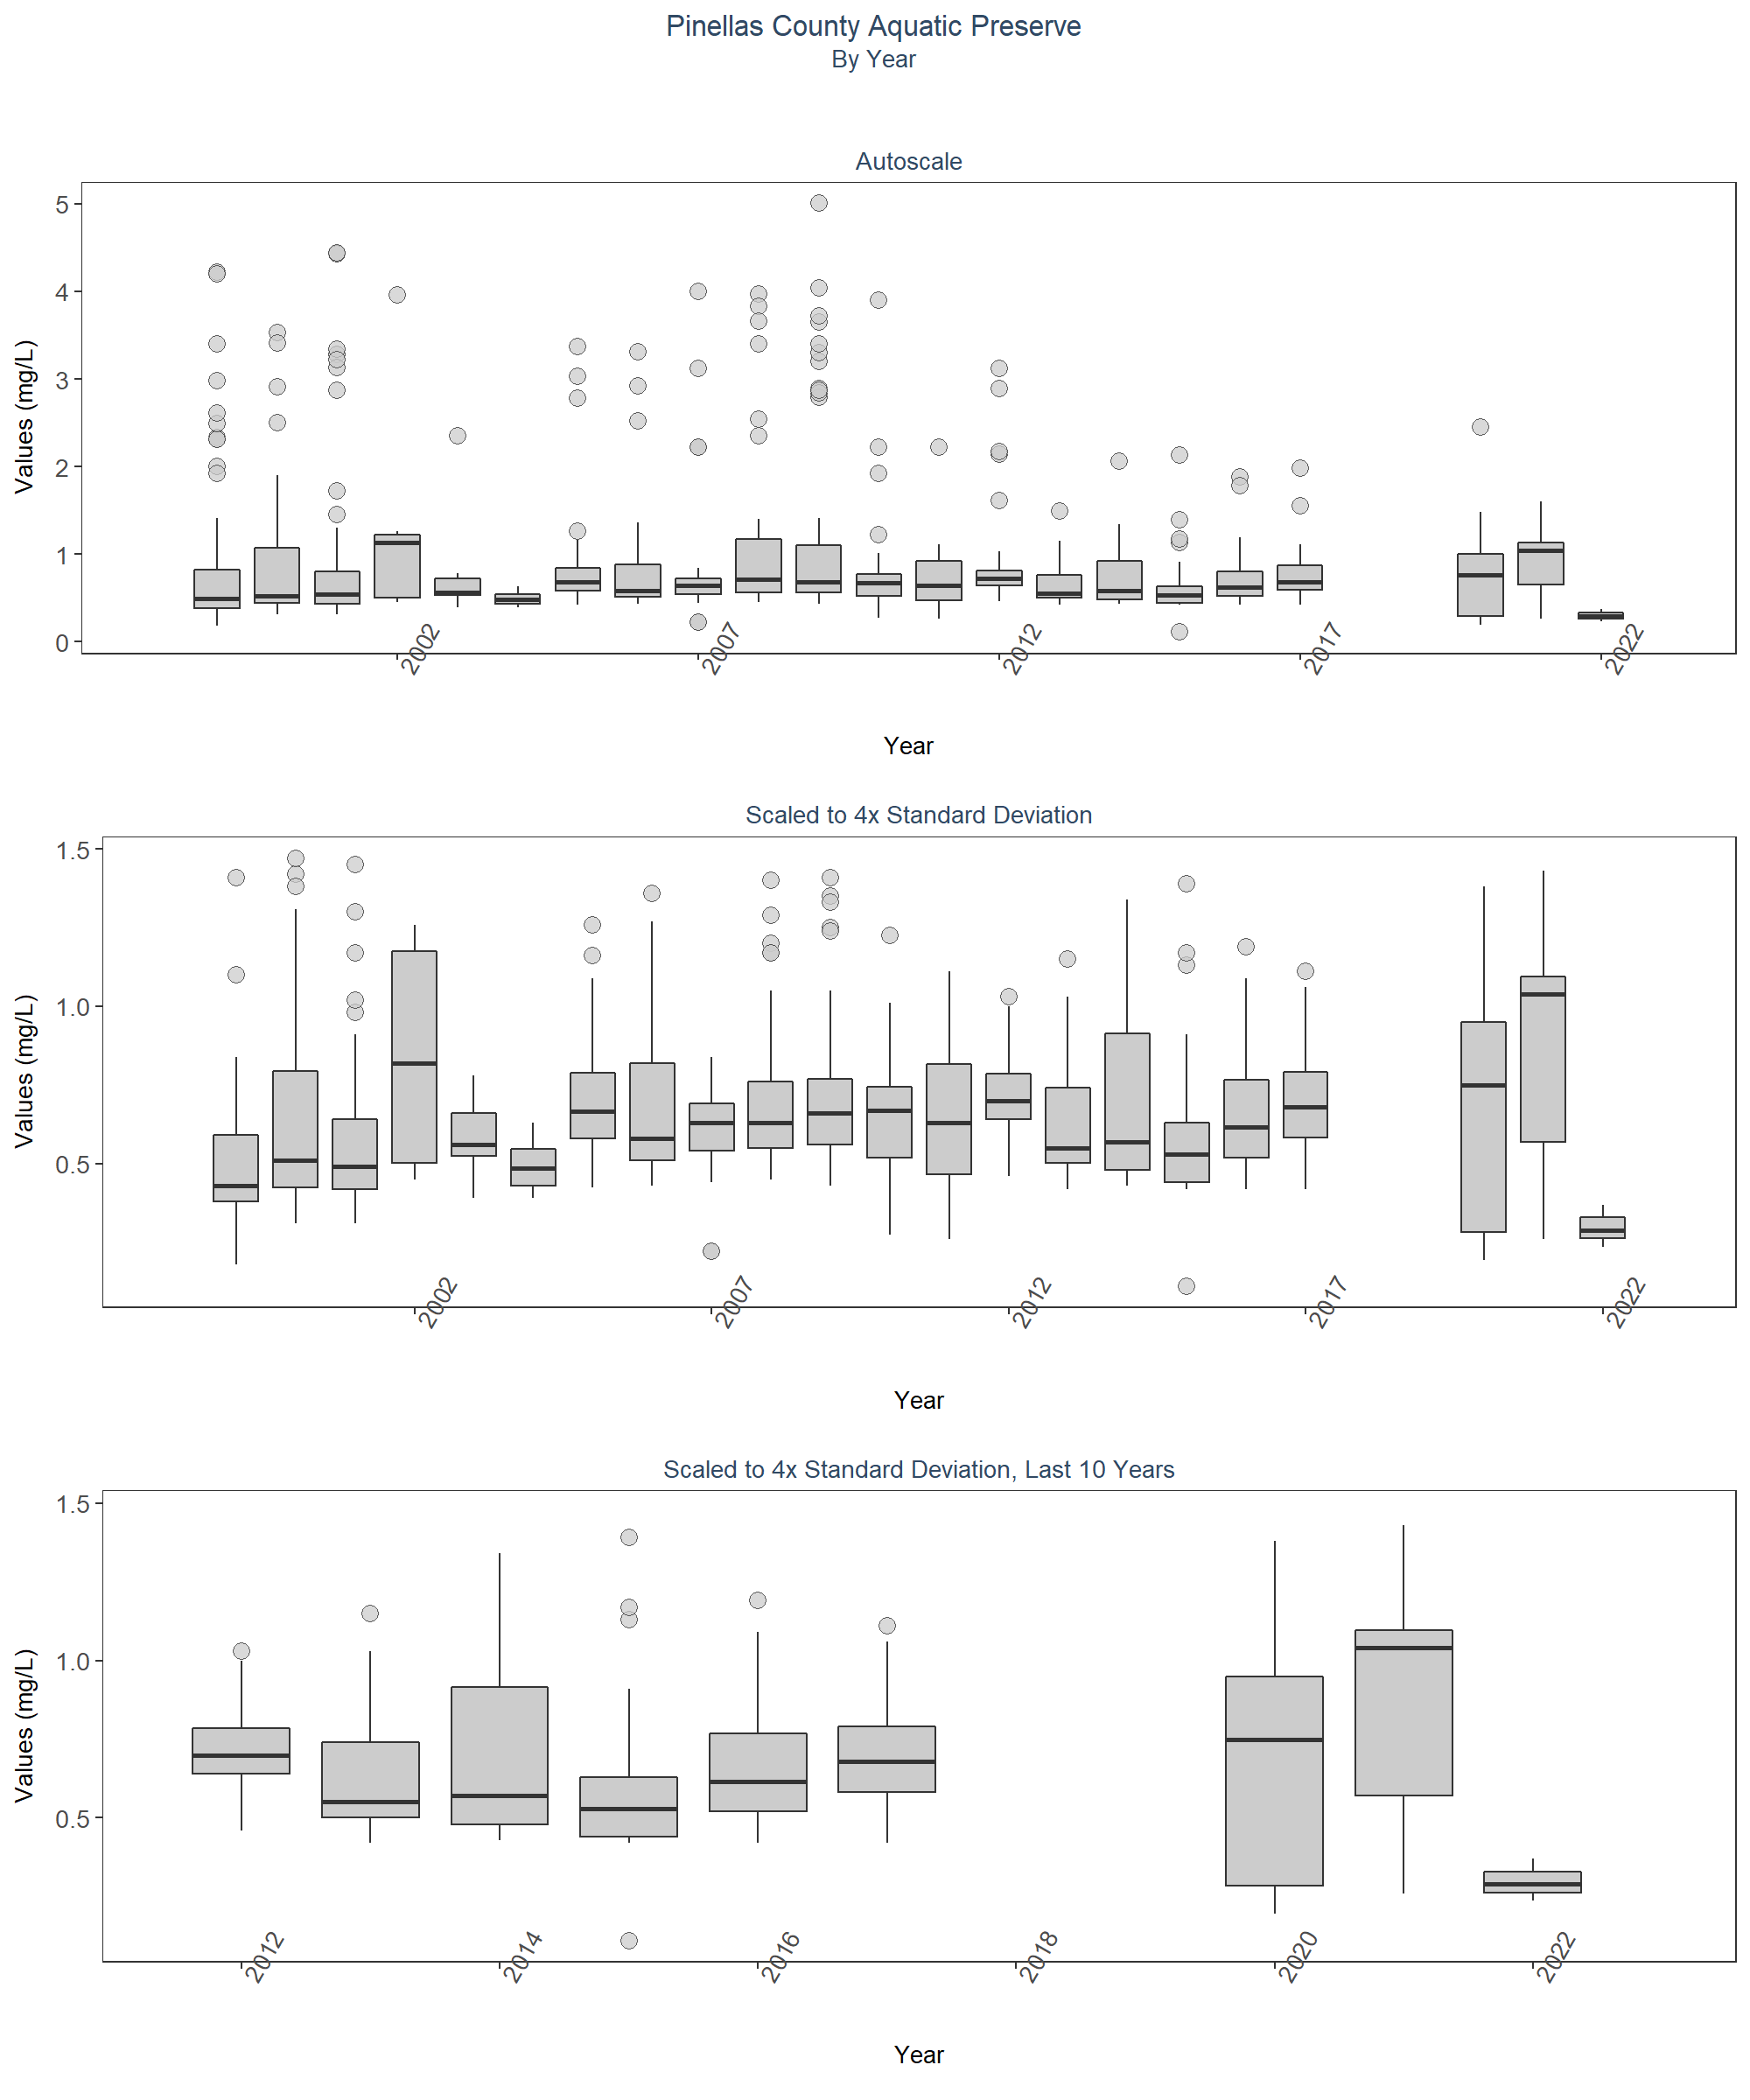 Pinellas County Aquatic Preserve
By Year
Autoscale
Values (mg/L)
5
4
3
2
1
0
2002
2007
2012
2017
2022
Year
Scaled to 4x Standard Deviation
Values (mg/L)
1.5
1.0
0.5
2002
2007
2012
2017
2022
Year
Scaled to 4x Standard Deviation, Last 10 Years
Values (mg/L)
1.5
1.0
0.5
2012
2014
2016
2018
2020
2022
Year